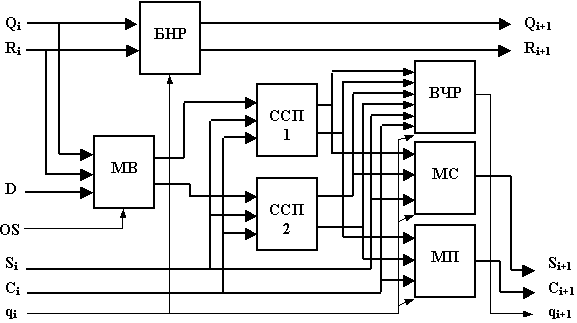 Qi БНР Qi+1
Ri Ri+1
ССП 1
ВЧР
МВ
МС
D
ССП 2
OS
МП
Si Si+1
Ci Ci+1
qi qi+1